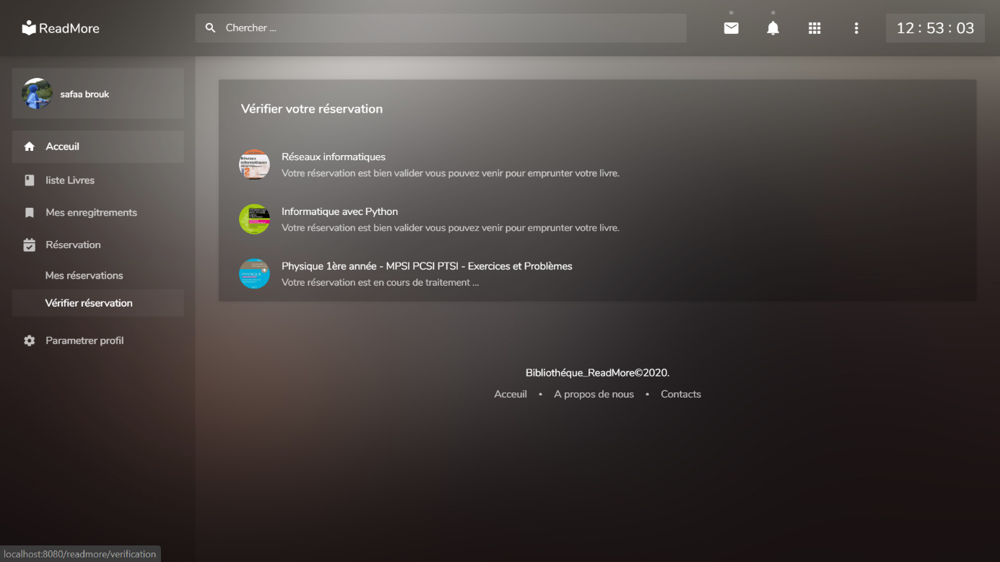 ReadMore
Chercher ...
12 : 53 : 03
safaa brouk
Acceuil
liste Livres
Mes enregitrements
Réservation
Mes réservations
Vérifier réservation
Parametrer profil
Vérifier votre réservation
Réseaux informatiques
Votre réservation est bien valider vous pouvez venir pour emprunter votre livre.
Informatique avec Python
Votre réservation est bien valider vous pouvez venir pour emprunter votre livre.
Physique 1ère année - MPSI PCSI PTSI - Exercices et Problèmes
Votre réservation est en cours de traitement ...
Bibliothéque_ReadMore©2020.
Acceuil • A propos de nous • Contacts
localhost:8080/readmore/verification